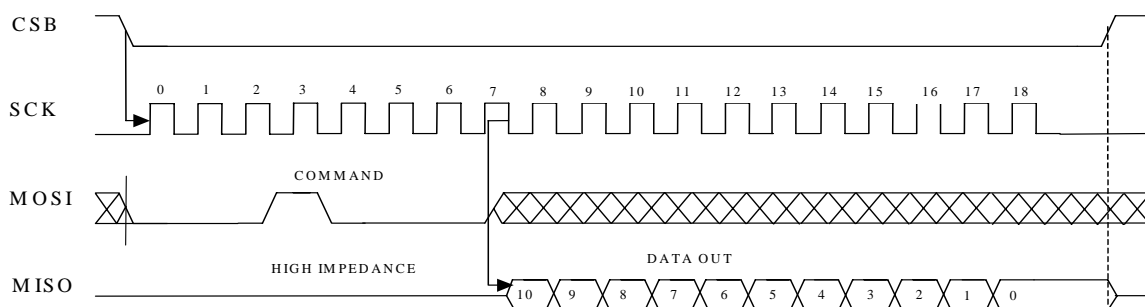 CSB
0 1 2 3 4 5 6 7 8 9 10 11 12 13 14 15 16 17 18
SCK
COMMAND
MOSI
HIGH IMPEDANCE DATA OUT
MISO
10 9 8 7 6 5 4 3 2 1 0